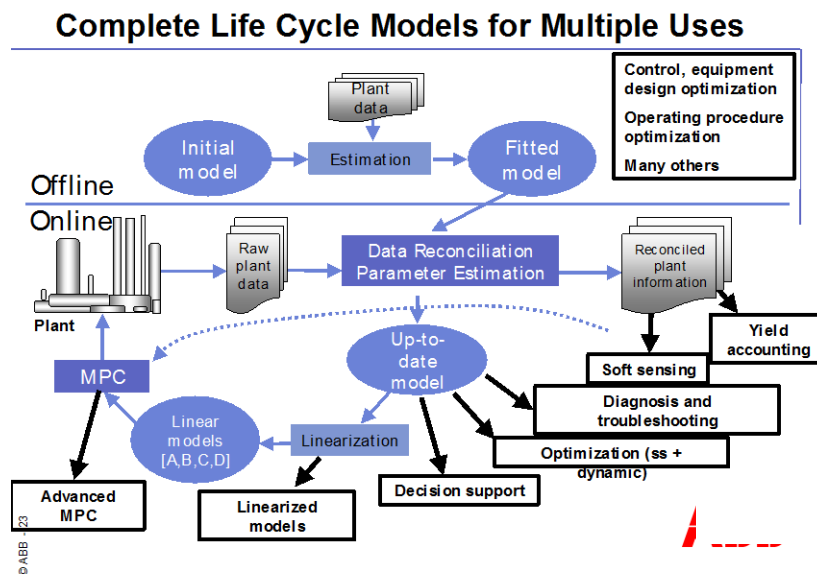 Complete Life Cycle Models for Multiple Uses
Plant
data
Control, equipment
design optimization
Operating procedure
optimization
Many others
Initial
model
Estimation
Fitted
model
Offline
Online
Raw
plant
data
Data Reconciliation
Parameter Estimation
Reconciled
plant
information
Plant
Yield
accounting
Up-to-
date
model
Soft sensing
MPC
Diagnosis and
troubleshooting
Linear
models
[A,B,C,D]
Linearization
Optimization (ss +
dynamic)
Advanced
MPC
Linearized
models
Decision support
© ABB - 23